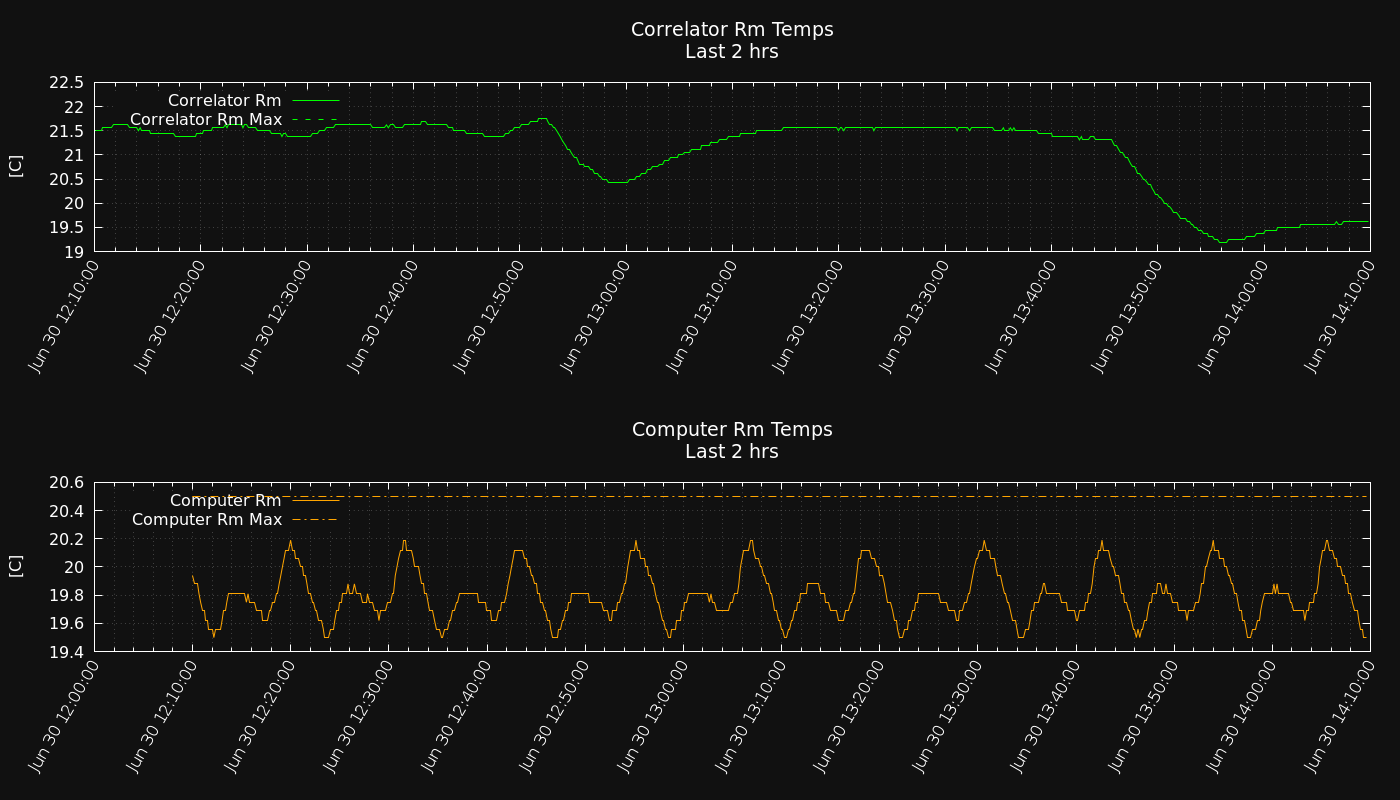 Correlator Rm Temps
Last 2 hrs
22.5
22
21.5
21
20.5
20
19.5
19
[C]
Correlator Rm
Correlator Rm Max
Jun 30 12:10:00
Jun 30 12:20:00
Jun 30 12:30:00
Jun 30 12:40:00
Jun 30 12:50:00
Jun 30 13:00:00
Jun 30 13:10:00
Jun 30 13:20:00
Jun 30 13:30:00
Jun 30 13:40:00
Jun 30 13:50:00
Jun 30 14:00:00
Jun 30 14:10:00
Computer Rm Temps
Last 2 hrs
20.6
20.4
20.2
20
19.8
19.6
19.4
[C]
Computer Rm
Computer Rm Max
Jun 30 12:00:00
Jun 30 12:10:00
Jun 30 12:20:00
Jun 30 12:30:00
Jun 30 12:40:00
Jun 30 12:50:00
Jun 30 13:00:00
Jun 30 13:10:00
Jun 30 13:20:00
Jun 30 13:30:00
Jun 30 13:40:00
Jun 30 13:50:00
Jun 30 14:00:00
Jun 30 14:10:00